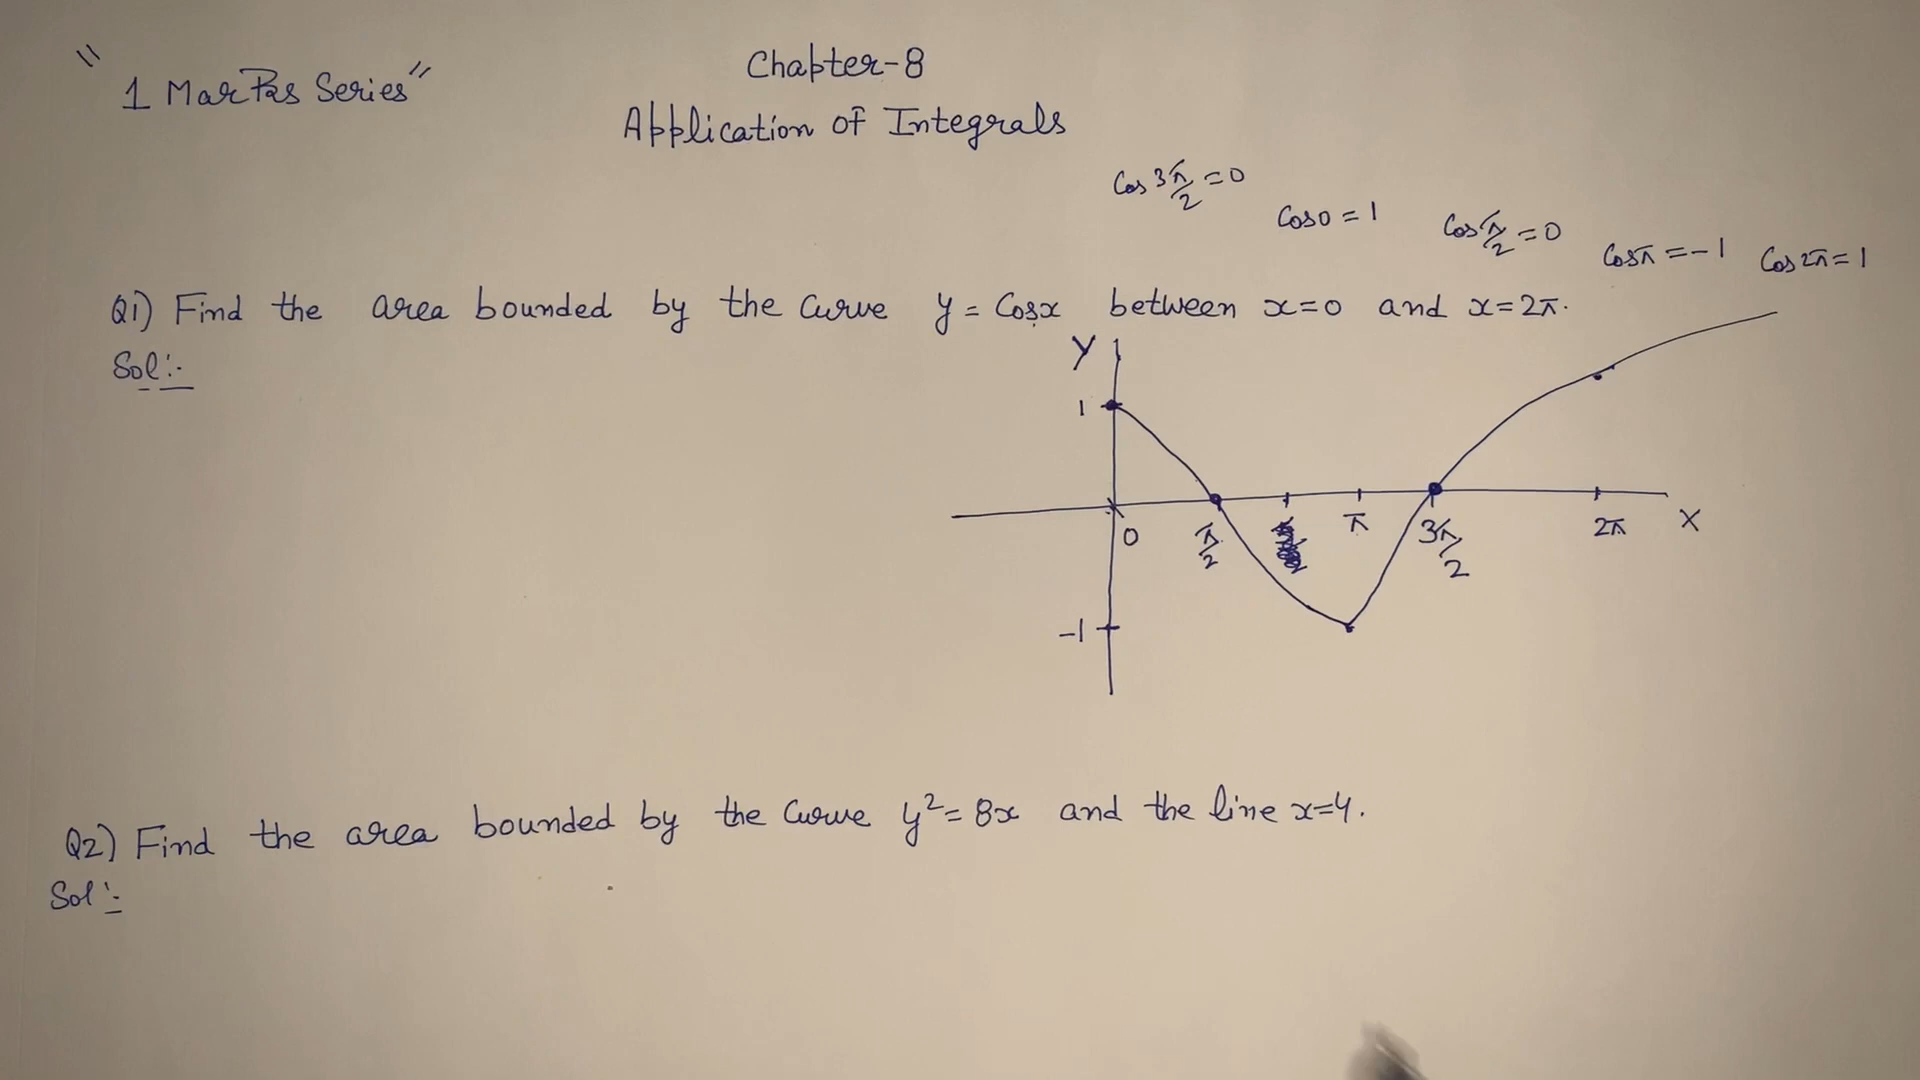 "1 Marks Series"
Chapter-8
Application of Integrals
Cos 3π/2 = 0
Cos0 = 1
Cos π/2 = 0
Cosπ = -1
Cos2π = 1
Q1) Find the area bounded by the curve y = Cosx between x=0 and x=2π.
Sol:-
Y
1
0
π/2
π
3π/2
2π
X
-1
Q2) Find the area bounded by the curve y²= 8x and the line x=4.
Sol:-